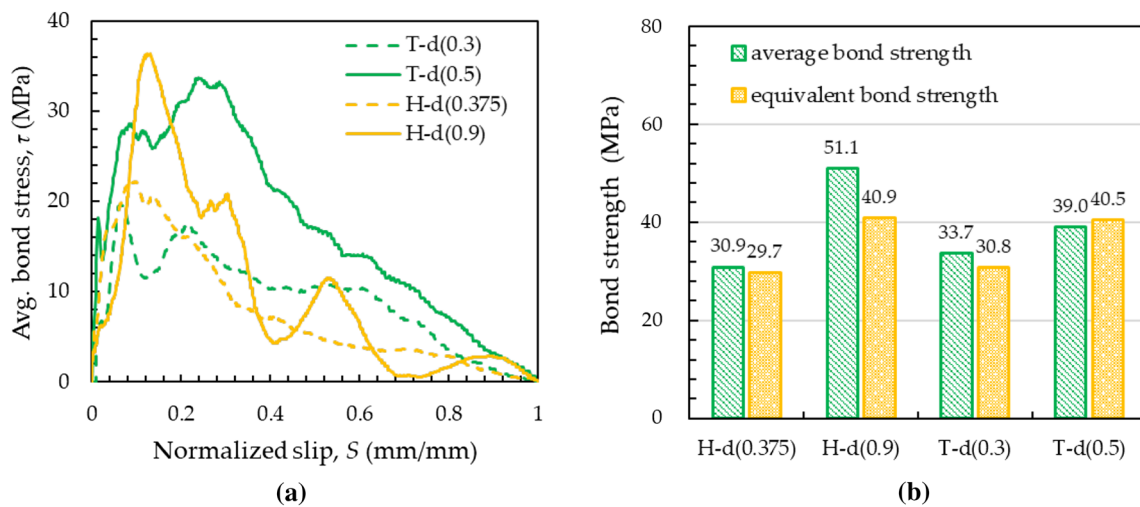 Avg. bond stress, τ (MPa)
40
30
20
10
0
0
0.2
0.4
0.6
0.8
1
Normalized slip, S (mm/mm)
T-d(0.3)
T-d(0.5)
H-d(0.375)
H-d(0.9)
(a)
Bond strength (MPa)
80
60
40
20
0
average bond strength
equivalent bond strength
30.9
29.7
51.1
40.9
33.7
30.8
39.0
40.5
H-d(0.375)
H-d(0.9)
T-d(0.3)
T-d(0.5)
(b)